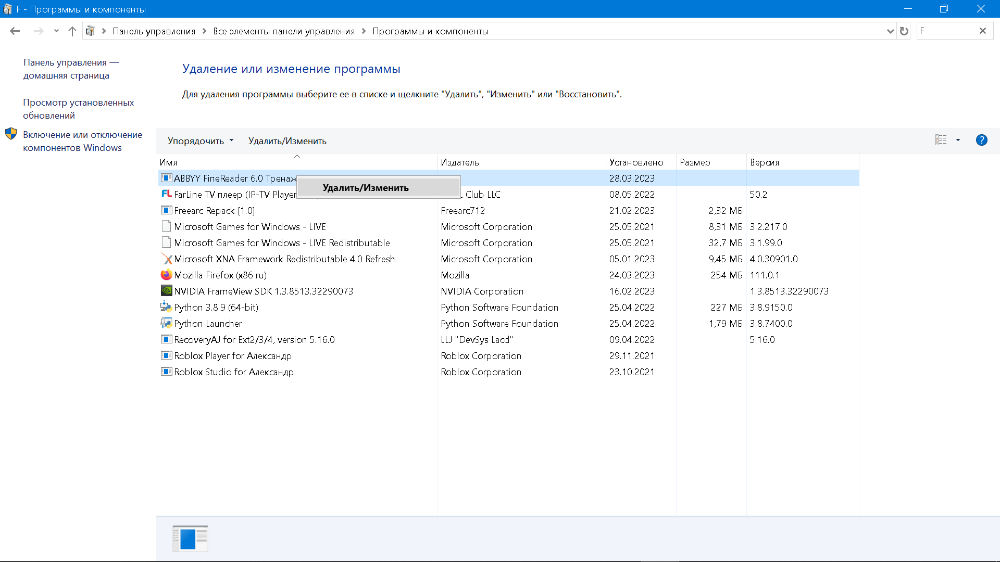 F - Программы и компоненты
Панель управления
Все элементы панели управления
Программы и компоненты
F
Панель управления —
домашняя страница
Просмотр установленных
обновлений
Включение или отключение
компонентов Windows
Удаление или изменение программы
Для удаления программы выберите ее в списке и щелкните "Удалить", "Изменить" или "Восстановить".
Упорядочить Удалить/Изменить
?
Имя Издатель Установлено Размер Версия
ABBYY FineReader 6.0 28.03.2023
Удалить/Изменить
FarLine TV плеер (IP-TV Player Club LLC 08.05.2022 50.2
Freearc Repack [1.0] Freearc712 21.02.2023 2,32 МБ
Microsoft Games for Windows - LIVE Microsoft Corporation 25.05.2021 8,31 МБ 3.2.217.0
Microsoft Games for Windows - LIVE Redistributable Microsoft Corporation 25.05.2021 32,7 МБ 3.1.99.0
Microsoft XNA Framework Redistributable 4.0 Refresh Microsoft Corporation 05.01.2023 9,45 МБ 4.0.30901.0
Mozilla Firefox (x86 ru) Mozilla 24.03.2023 254 МБ 111.0.1
NVIDIA FrameView SDK 1.3.8513.32290073 NVIDIA Corporation 16.02.2023 1.3.8513.32290073
Python 3.8.9 (64-bit) Python Software Foundation 25.04.2022 227 МБ 3.8.9150.0
Python Launcher Python Software Foundation 25.04.2022 1,79 МБ 3.8.7400.0
RecoveryAJ for Ext2/3/4, version 5.16.0 LLJ "DevSys Lacd" 09.04.2022 5.16.0
Roblox Player for Александр Roblox Corporation 29.11.2021
Roblox Studio for Александр Roblox Corporation 23.10.2021